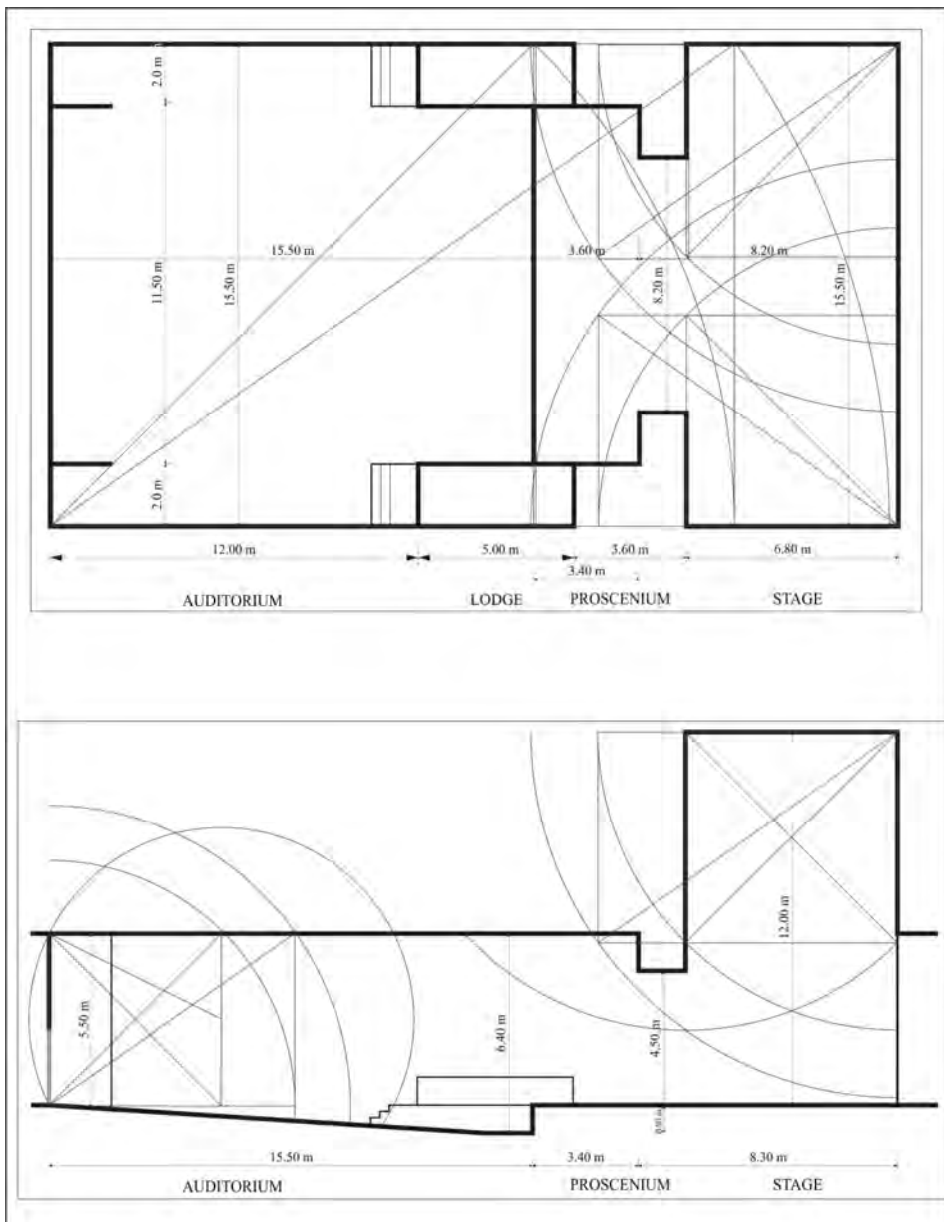 2.0 m
15.50 m
3.60 m
8.20 m
11.50 m
15.50 m
8.20 m
15.50 m
2.0 m
12.00 m
5.00 m
3.60 m
6.80 m
3.40 m
AUDITORIUM
LODGE
PROSCENIUM
STAGE
12.00 m
5.50 m
6.40 m
4.50 m
15.50 m
3.40 m
8.30 m
AUDITORIUM
PROSCENIUM
STAGE